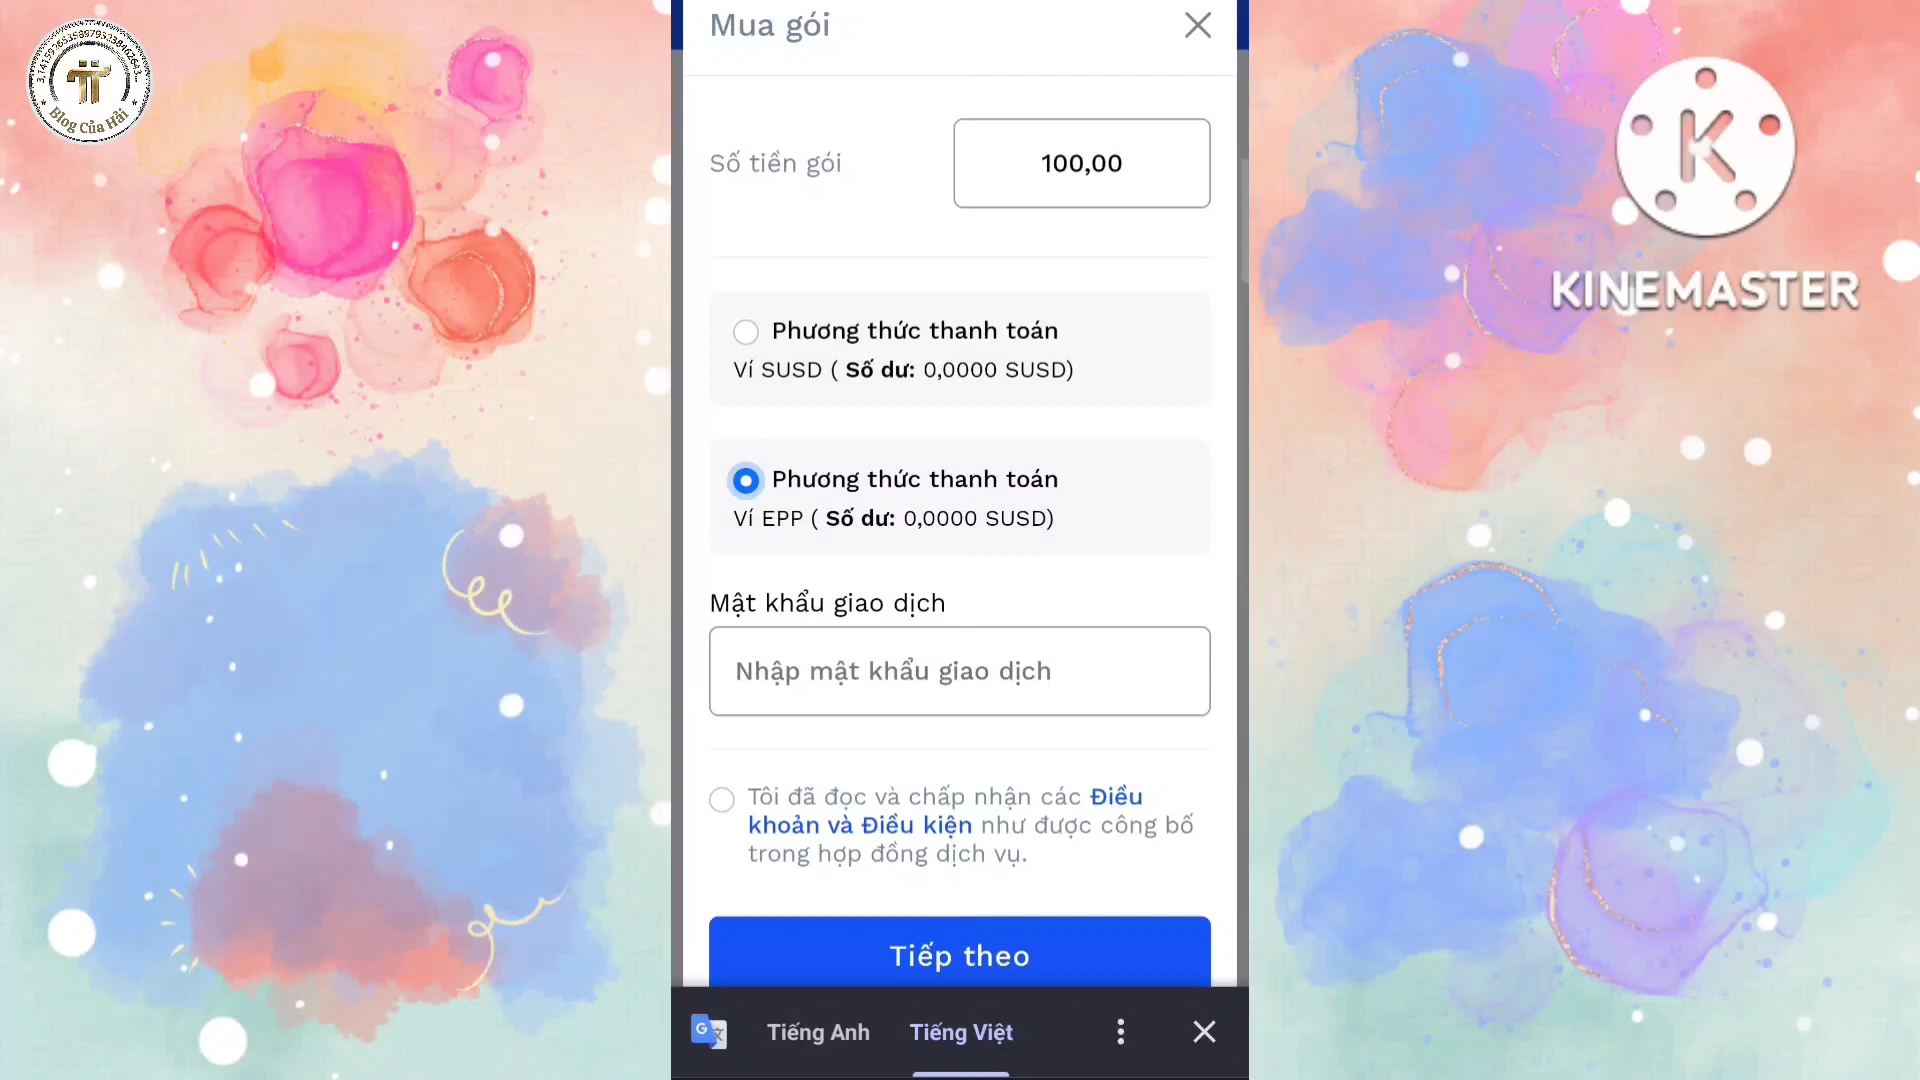 3,14159265358979323846264​3...
Blog Của Hải
KINEMASTER
Mua gói
Số tiền gói
100,00
Phương thức thanh toán
Ví SUSD ( Số dư: 0,0000 SUSD)
Phương thức thanh toán
Ví EPP ( Số dư: 0,0000 SUSD)
Mật khẩu giao dịch
Nhập mật khẩu giao dịch
Tôi đã đọc và chấp nhận các Điều
khoản và Điều kiện như được công bố
trong hợp đồng dịch vụ.
Tiếp theo
Tiếng Anh
Tiếng Việt